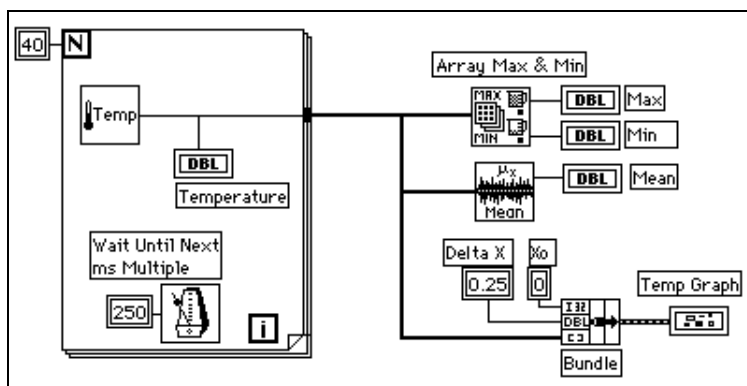 40
N
Temp
DBL
Temperature
Wait Until Next
ms Multiple
250
i
Array Max & Min
MAX
MIN
DBL
Max
DBL
Min
μx
Mean
DBL
Mean
Delta X
Xo
0.25
0
I32
DBL
[ ]
Bundle
Temp Graph